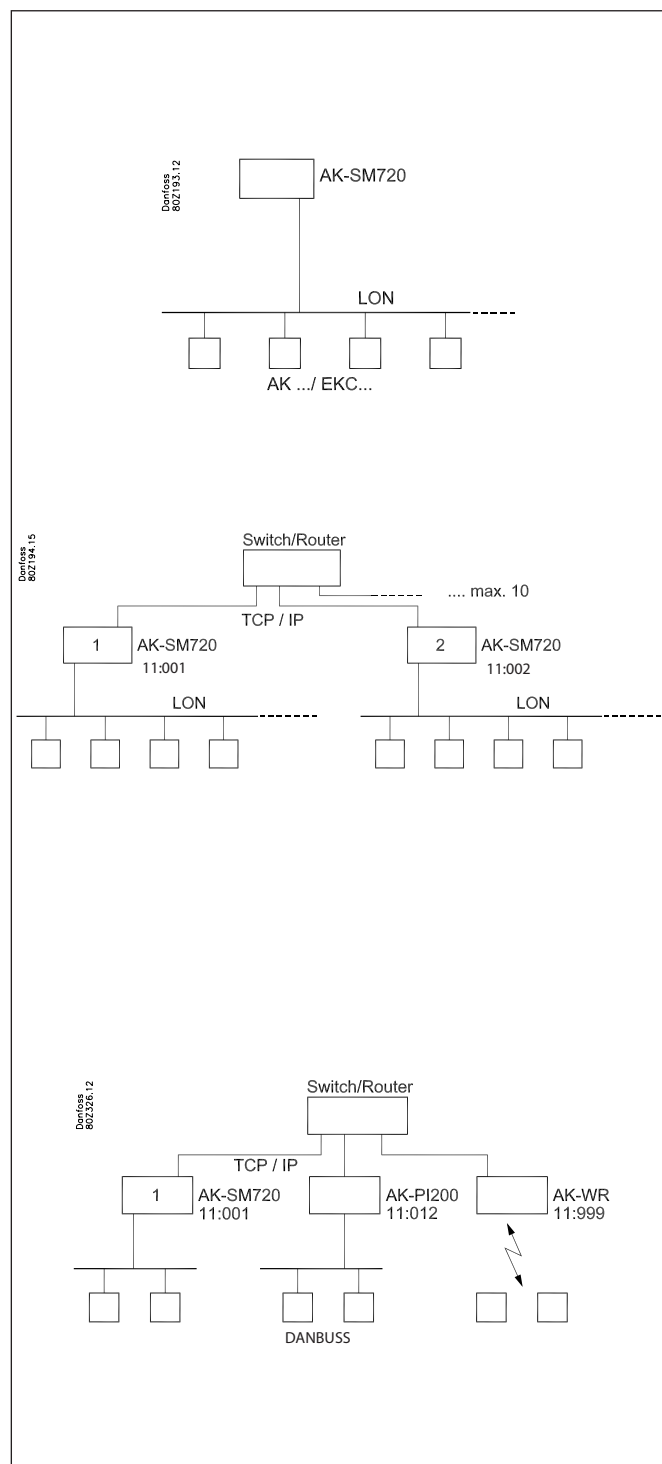 Danfoss
80Z193.12
AK-SM720
LON
AK .../ EKC...
Danfoss
80Z194.15
Switch/Router
.... max. 10
TCP / IP
1
AK-SM720
11:001
2
AK-SM720
11:002
LON
LON
Danfoss
80Z326.12
Switch/Router
TCP / IP
1
AK-SM720
11:001
AK-PI200
11:012
AK-WR
11:999
DANBUSS